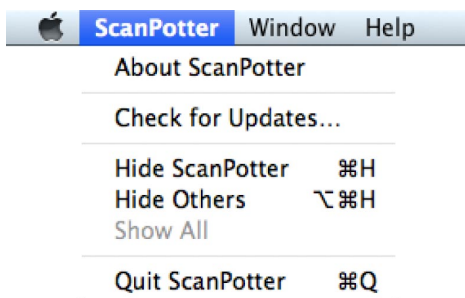 ScanPotter Window Help
About ScanPotter
Check for Updates...
Hide ScanPotter ⌘H
Hide Others ⌥⌘H
Show All
Quit ScanPotter ⌘Q